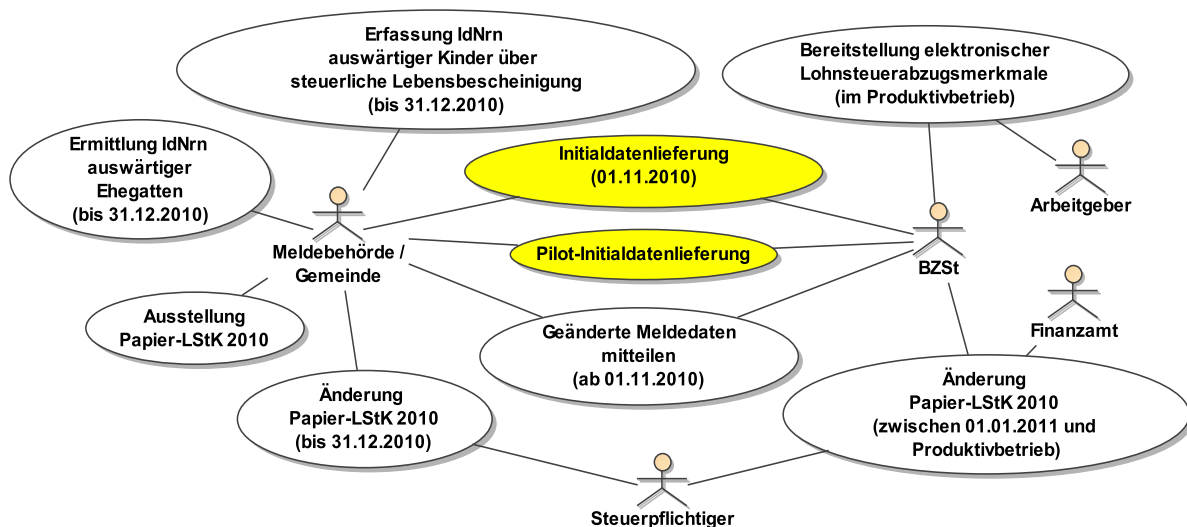 Erfassung IdNrn
auswärtiger Kinder über
steuerliche Lebensbescheinigung
(bis 31.12.2010)
Bereitstellung elektronischer
Lohnsteuerabzugsmerkmale
(im Produktivbetrieb)
Ermittlung IdNrn
auswärtiger
Ehegatten
(bis 31.12.2010)
Initialdatenlieferung
(01.11.2010)
Arbeitgeber
Meldebehörde /
Gemeinde
Pilot-Initialdatenlieferung
BZSt
Ausstellung
Papier-LStK 2010
Geänderte Meldedaten
mitteilen
(ab 01.11.2010)
Finanzamt
Änderung
Papier-LStK 2010
(bis 31.12.2010)
Änderung
Papier-LStK 2010
(zwischen 01.01.2011 und
Produktivbetrieb)
Steuerpflichtiger